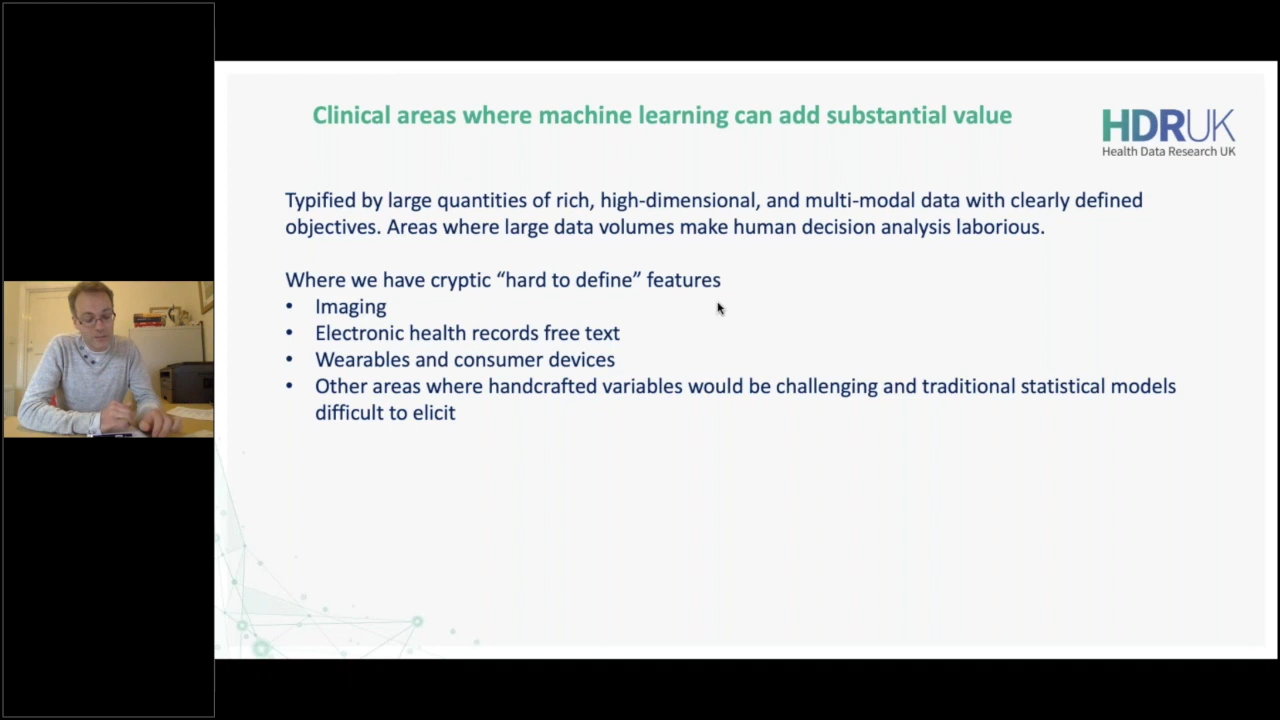 Clinical areas where machine learning can add substantial value
HDRUK
Health Data Research UK
Typified by large quantities of rich, high-dimensional, and multi-modal data with clearly defined
objectives. Areas where large data volumes make human decision analysis laborious.
Where we have cryptic “hard to define” features
• Imaging
• Electronic health records free text
• Wearables and consumer devices
• Other areas where handcrafted variables would be challenging and traditional statistical models
difficult to elicit